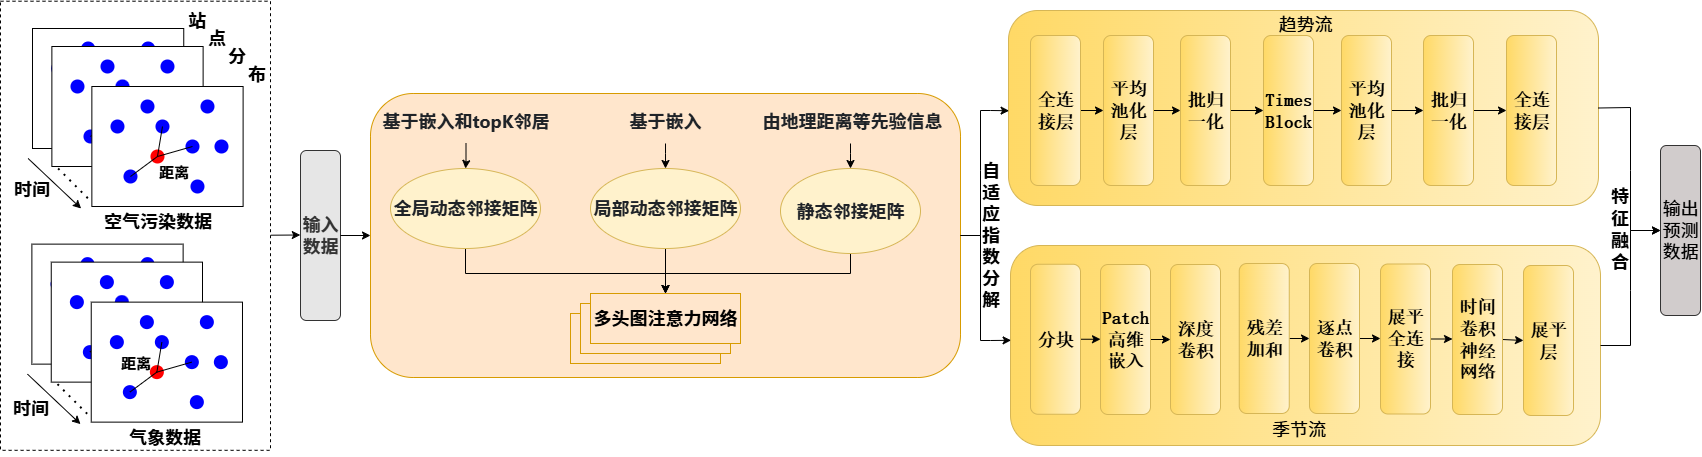 站
点
分
布
距离
时间
空气污染数据
距离
时间
气象数据
输入
数据
基于嵌入和topK邻居
基于嵌入
由地理距离等先验信息
全局动态邻接矩阵
局部动态邻接矩阵
静态邻接矩阵
多头图注意力网络
自
适
应
指
数
分
解
趋势流
全连
接层
平均
池化
层
批归
一化
Times
Block
平均
池化
层
批归
一化
全连
接层
分块
Patch
高维
嵌入
深度
卷积
残差
加和
逐点
卷积
展平
全连
接
时间
卷积
神经
网络
展平
层
季节流
特
征
融
合
输出
预测
数据